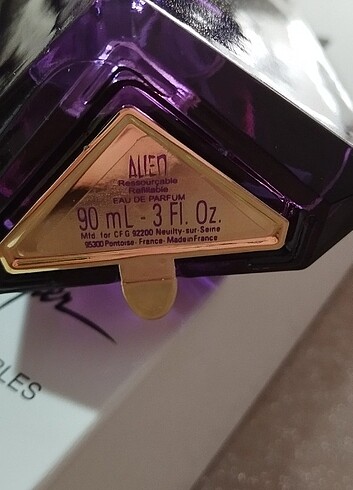 ALIEN
Ressourçable
Refillable
EAU DE PARFUM
90 mL - 3 Fl. Oz.
Mfd. for CFG 92200 Neuilly-sur-Seine
95300 Pontoise-France-Made in France